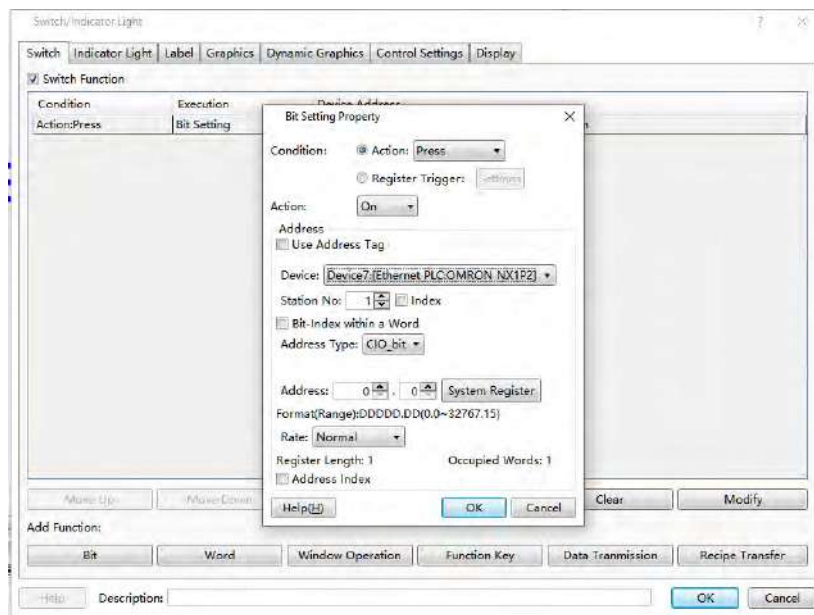 Switch/Indicator Light
Switch Indicator Light Label Graphics Dynamic Graphics Control Settings Display
Switch Function
Condition Execution Device Address
Action:Press Bit Setting
Bit Setting Property
Condition: Action: Press
Register Trigger:
Action: On
Address
Use Address Tag
Device: Device7:[Ethernet PLC:OMRON NX1P2]
Station No: 1 Index
Bit-Index within a Word
Address Type: CIO_bit
Address: 0 . 0 System Register
Format(Range):DDDDD.DD(0.0~32767.15)
Rate: Normal
Register Length: 1 Occupied Words: 1
Address Index
Help(H) OK Cancel
Move Up Move Down Clear Modify
Add Function:
Bit Word Window Operation Function Key Data Tranmission Recipe Transfer
Help Description: OK Cancel